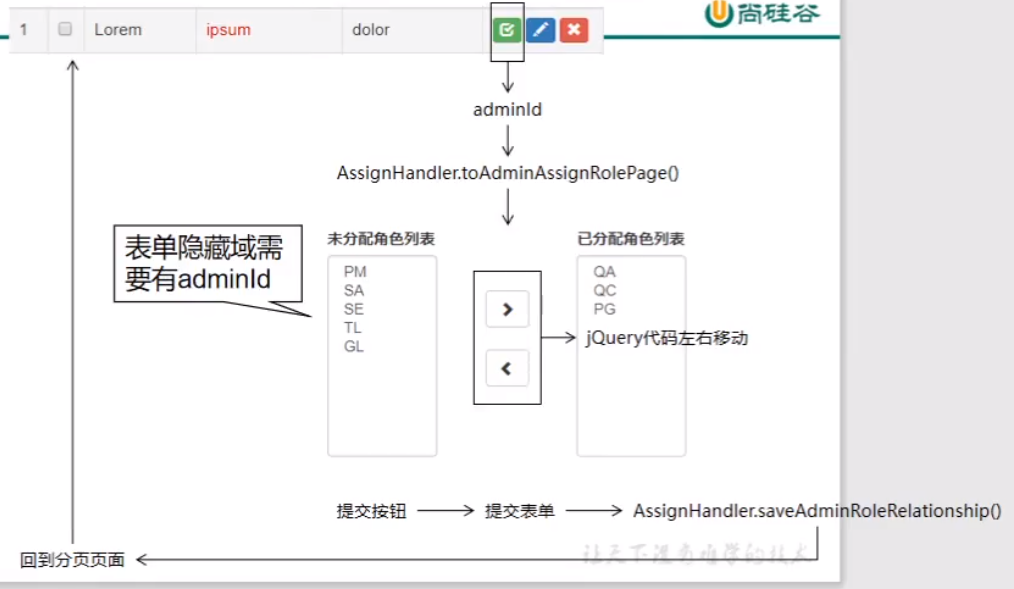 尚硅谷
1 Lorem ipsum dolor
adminId
AssignHandler.toAdminAssignRolePage()
表单隐藏域需
要有adminId
未分配角色列表
PM
SA
SE
TL
GL
已分配角色列表
QA
QC
PG
jQuery代码左右移动
提交按钮 提交表单 AssignHandler.saveAdminRoleRelationship()
让天下没有难学的技术
回到分页页面